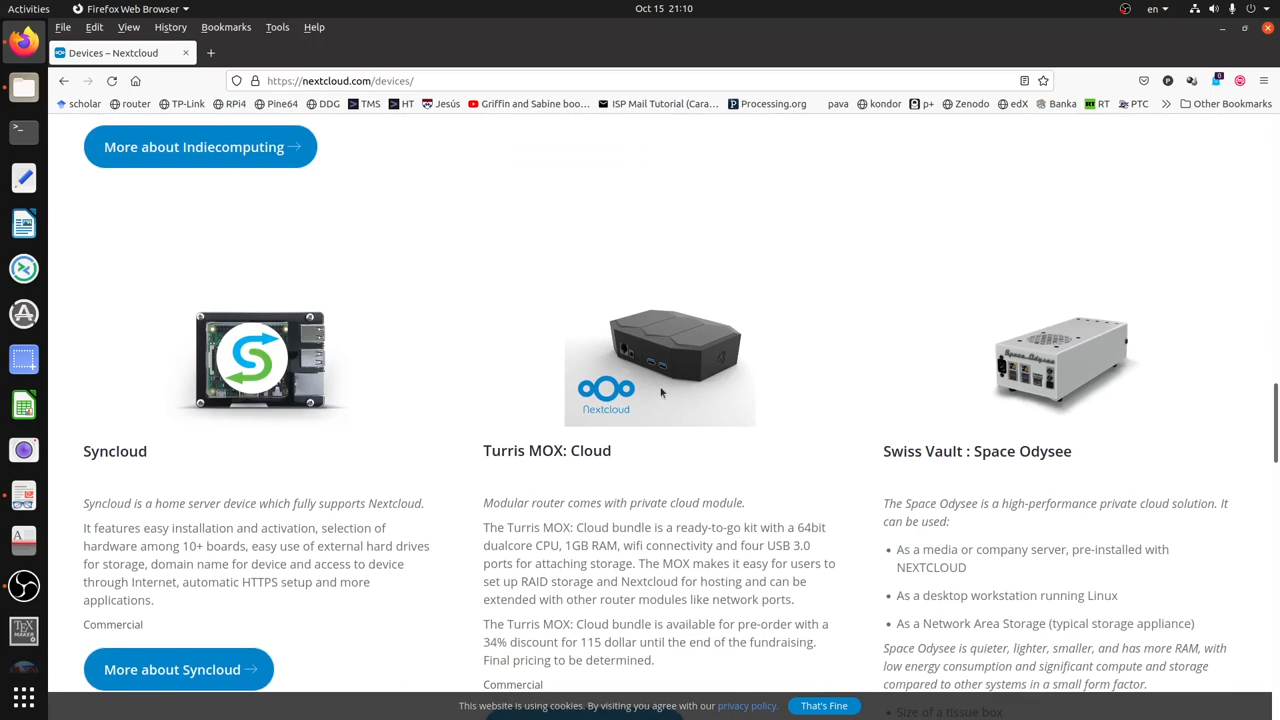 Activities
Firefox Web Browser
Oct 15 21:10
en
File Edit View History Bookmarks Tools Help
Devices – Nextcloud
https://nextcloud.com/devices/
scholar router TP-Link RPi4 Pine64 DDG TMS HT Jesús Griffin and Sabine boo... ISP Mail Tutorial (Cara... Processing.org pava kondor p+ Zenodo edX Banka RT PTC Other Bookmarks
More about Indiecomputing
Nextcloud
Space Odysee
Syncloud
Syncloud is a home server device which fully supports Nextcloud.
It features easy installation and activation, selection of
hardware among 10+ boards, easy use of external hard drives
for storage, domain name for device and access to device
through Internet, automatic HTTPS setup and more
applications.
Commercial
More about Syncloud
Turris MOX: Cloud
Modular router comes with private cloud module.
The Turris MOX: Cloud bundle is a ready-to-go kit with a 64bit
dualcore CPU, 1GB RAM, wifi connectivity and four USB 3.0
ports for attaching storage. The MOX makes it easy for users to
set up RAID storage and Nextcloud for hosting and can be
extended with other router modules like network ports.
The Turris MOX: Cloud bundle is available for pre-order with a
34% discount for 115 dollar until the end of the fundraising.
Final pricing to be determined.
Commercial
Swiss Vault : Space Odysee
The Space Odysee is a high-performance private cloud solution. It
can be used:
As a media or company server, pre-installed with
NEXTCLOUD
As a desktop workstation running Linux
As a Network Area Storage (typical storage appliance)
Space Odysee is quieter, lighter, smaller, and has more RAM, with
low energy consumption and significant compute and storage
compared to other systems in a small form factor.
Size of a tissue box
This website is using cookies. By visiting you agree with our privacy policy.
That's Fine